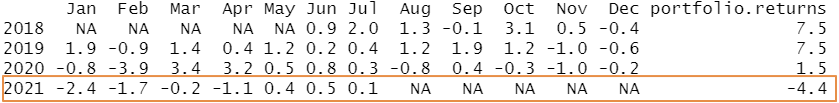 Jan Feb Mar Apr May Jun Jul Aug Sep Oct Nov Dec portfolio.returns
2018 NA NA NA NA NA 0.9 2.0 1.3 -0.1 3.1 0.5 -0.4 7.5
2019 1.9 -0.9 1.4 0.4 1.2 0.2 0.4 1.2 1.9 1.2 -1.0 -0.6 7.5
2020 -0.8 -3.9 3.4 3.2 0.5 0.8 0.3 -0.8 0.4 -0.3 -1.0 -0.2 1.5
2021 -2.4 -1.7 -0.2 -1.1 0.4 0.5 0.1 NA NA NA NA NA -4.4